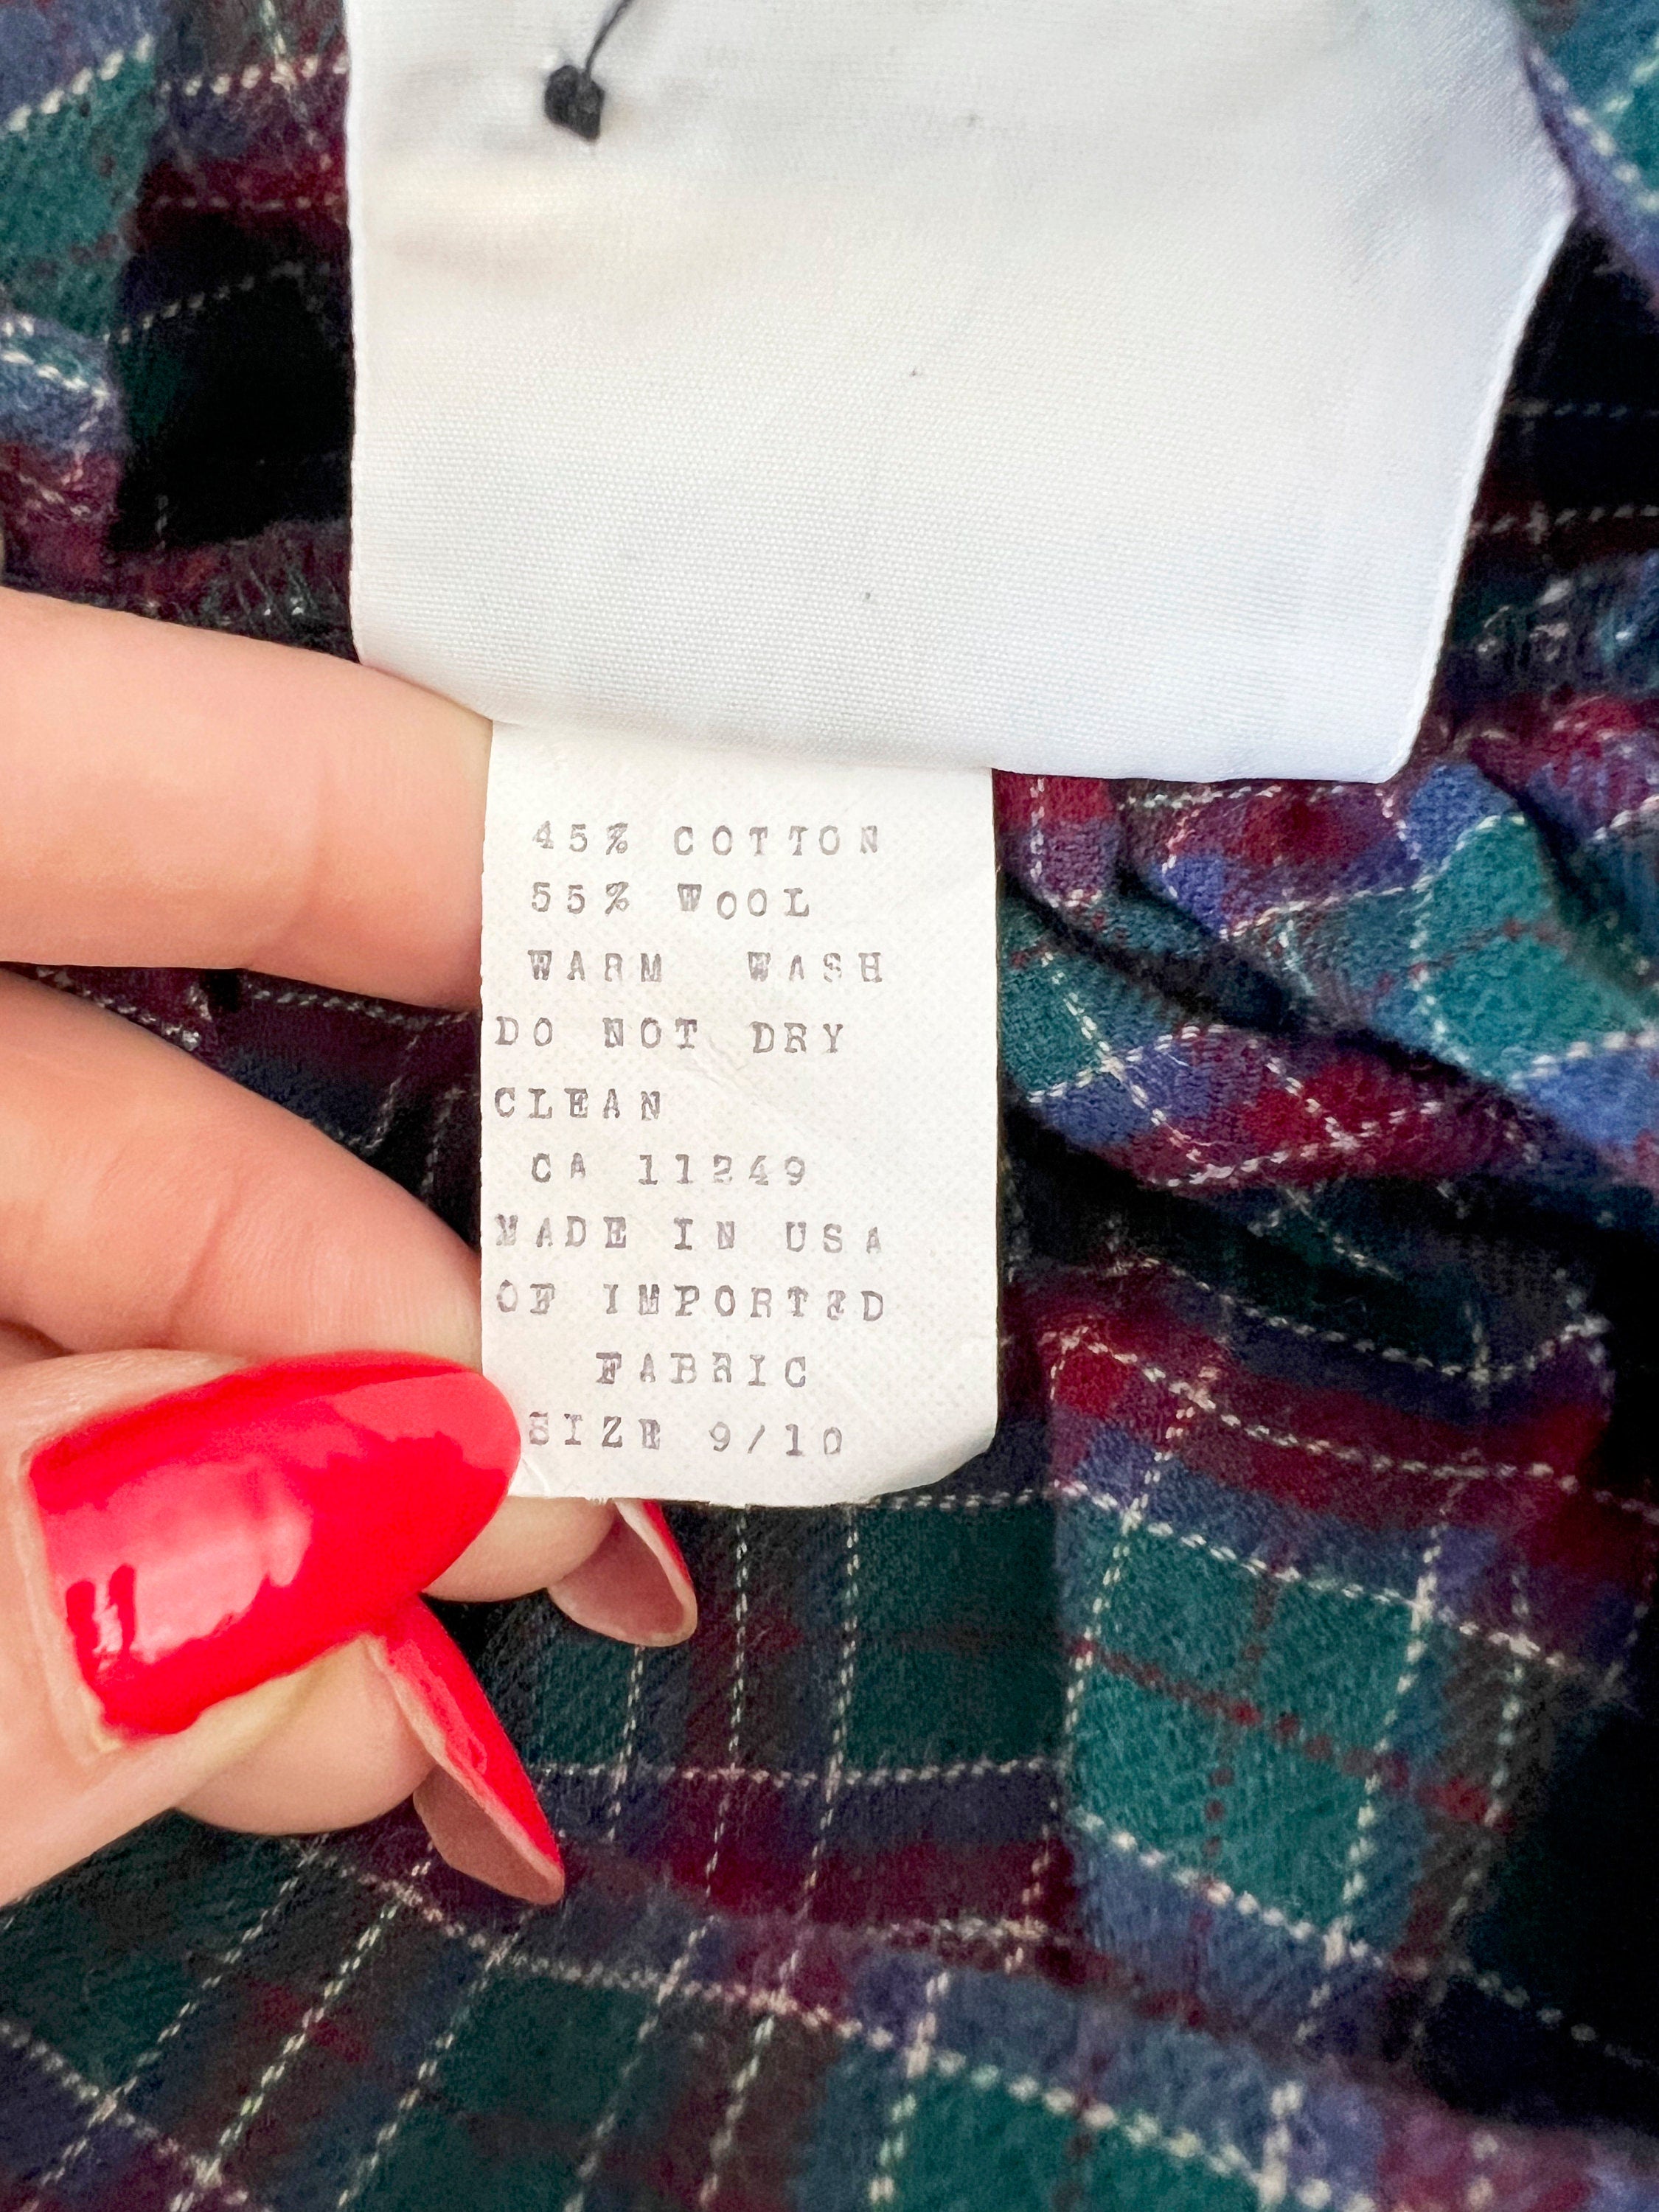 45% COTTON
55% WOOL
WARM WASH
DO NOT DRY
CLEAN
CA 11249
MADE IN USA
OF IMPORTED
FABRIC
SIZE 9/10